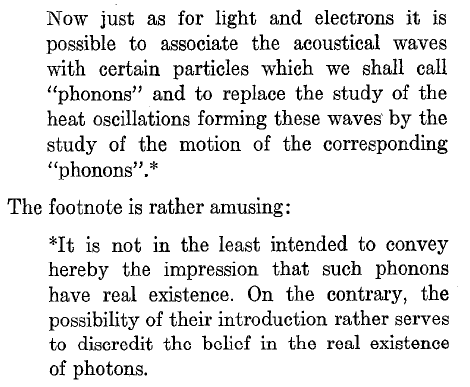 Now just as for light and electrons it is
possible to associate the acoustical waves
with certain particles which we shall call
“phonons” and to replace the study of the
heat oscillations forming these waves by the
study of the motion of the corresponding
“phonons”.*
The footnote is rather amusing:
*It is not in the least intended to convey
hereby the impression that such phonons
have real existence. On the contrary, the
possibility of their introduction rather serves
to discredit the belief in the real existence
of photons.